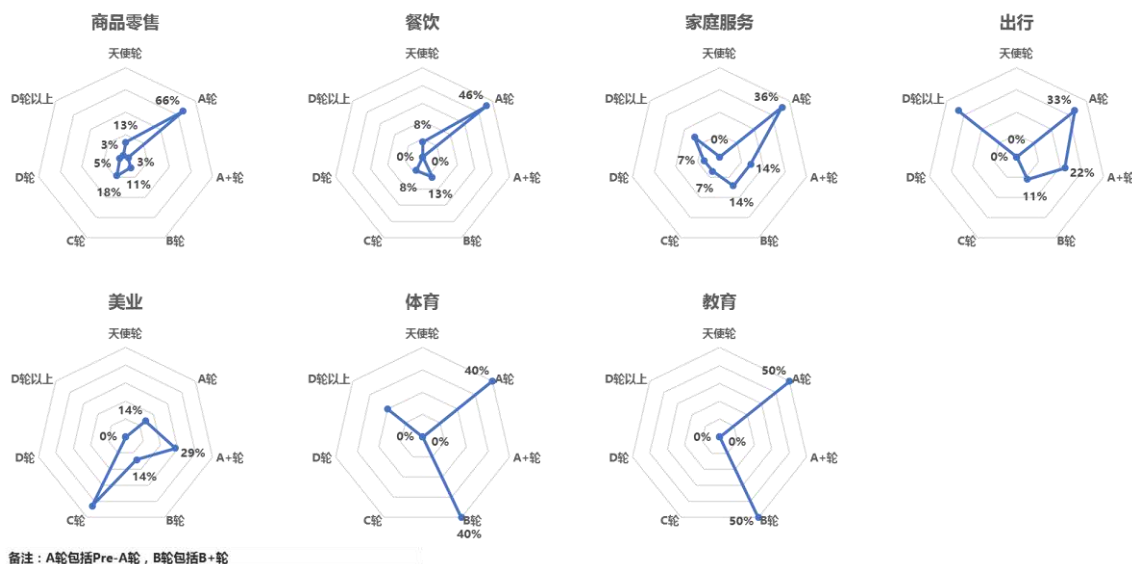 商品零售
天使轮
D轮以上
A轮
66%
13%
3%
3%
5%
11%
18%
D轮
A+轮
C轮
B轮
餐饮
天使轮
D轮以上
A轮
46%
8%
0%
0%
8%
13%
D轮
A+轮
C轮
B轮
家庭服务
天使轮
D轮以上
A轮
36%
0%
7%
14%
7%
14%
D轮
A+轮
C轮
B轮
出行
天使轮
D轮以上
A轮
33%
0%
0%
22%
11%
D轮
A+轮
C轮
B轮
美业
天使轮
D轮以上
A轮
14%
0%
29%
14%
D轮
A+轮
C轮
B轮
体育
天使轮
D轮以上
A轮
40%
0%
0%
D轮
A+轮
C轮
B轮
40%
教育
天使轮
D轮以上
A轮
50%
0%
0%
D轮
A+轮
C轮
B轮
50%
备注：A轮包括Pre-A轮，B轮包括B+轮